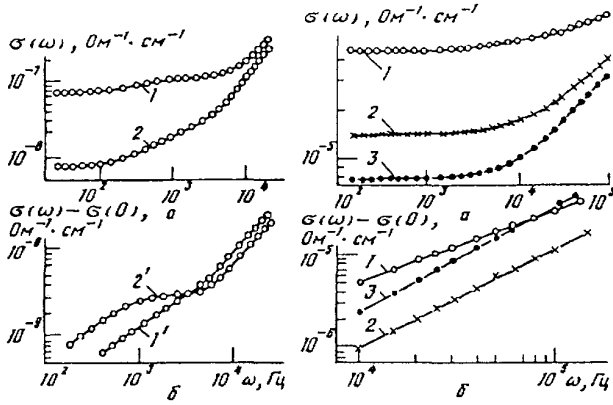 σ(ω), Ом⁻¹·см⁻¹
10⁻⁷
10⁻⁸
1
2
10²
10³
10⁴
а
σ(ω), Ом⁻¹·см⁻¹
10⁻⁵
1
2
3
10²
10³
10⁴
10⁵
а
σ(ω)−σ(0),
Ом⁻¹·см⁻¹
10⁻⁸
10⁻⁹
2'
1'
10²
10³
10⁴
ω, Гц
б
σ(ω)−σ(0),
Ом⁻¹·см⁻¹
10⁻⁵
10⁻⁶
1
3
2
10⁴
10⁵
ω, Гц
б